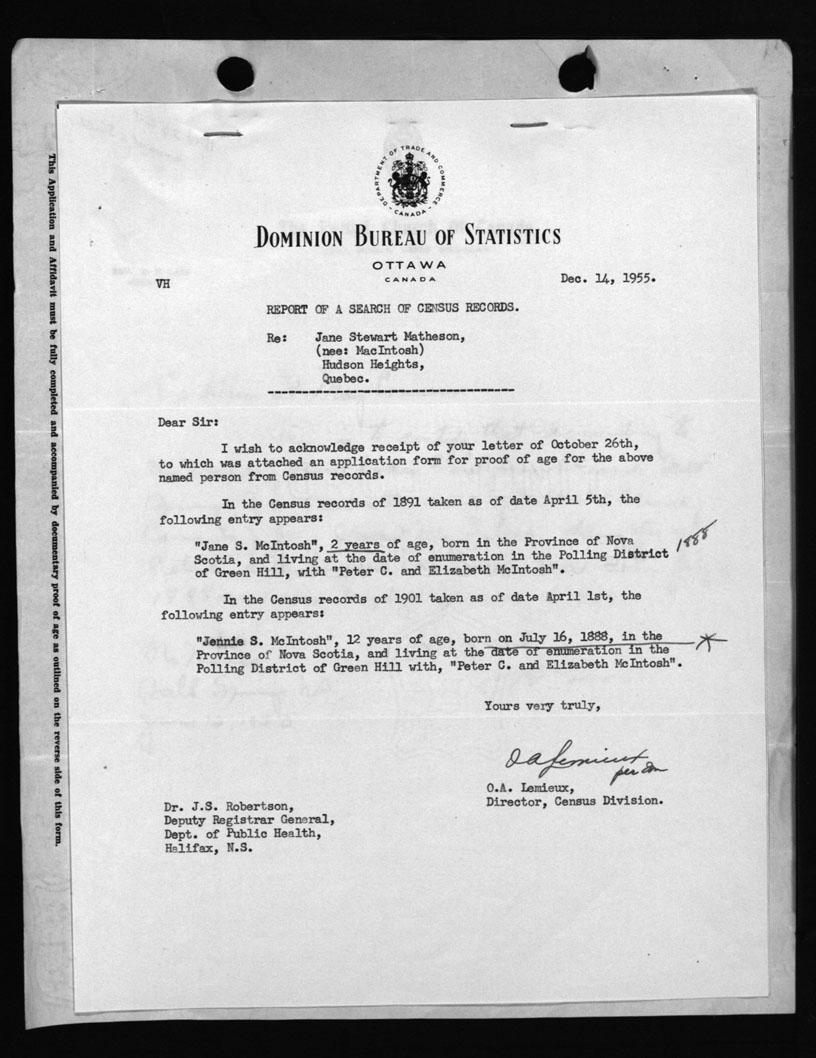 DEPARTMENT OF TRADE AND COMMERCE
CANADA
DOMINION BUREAU OF STATISTICS
OTTAWA
CANADA
VH
Dec. 14, 1955.
REPORT OF A SEARCH OF CENSUS RECORDS.
Re: Jane Stewart Matheson,
(nee: MacIntosh)
Hudson Heights,
Quebec.
Dear Sir:
I wish to acknowledge receipt of your letter of October 26th,
to which was attached an application form for proof of age for the above
named person from Census records.
In the Census records of 1891 taken as of date April 5th, the
following entry appears:
"Jane S. McIntosh", 2 years of age, born in the Province of Nova
Scotia, and living at the date of enumeration in the Polling District
of Green Hill, with "Peter C. and Elizabeth McIntosh".
1888
In the Census records of 1901 taken as of date April 1st, the
following entry appears:
"Jennie S. McIntosh", 12 years of age, born on July 16, 1888, in the
Province of Nova Scotia, and living at the date of enumeration in the
Polling District of Green Hill with, "Peter C. and Elizabeth McIntosh".
Yours very truly,
O A Lemieux
per
O.A. Lemieux,
Director, Census Division.
Dr. J.S. Robertson,
Deputy Registrar General,
Dept. of Public Health,
Halifax, N.S.
This Application and Affidavit must be fully completed and accompanied by documentary proof of age as outlined on the reverse side of this form.